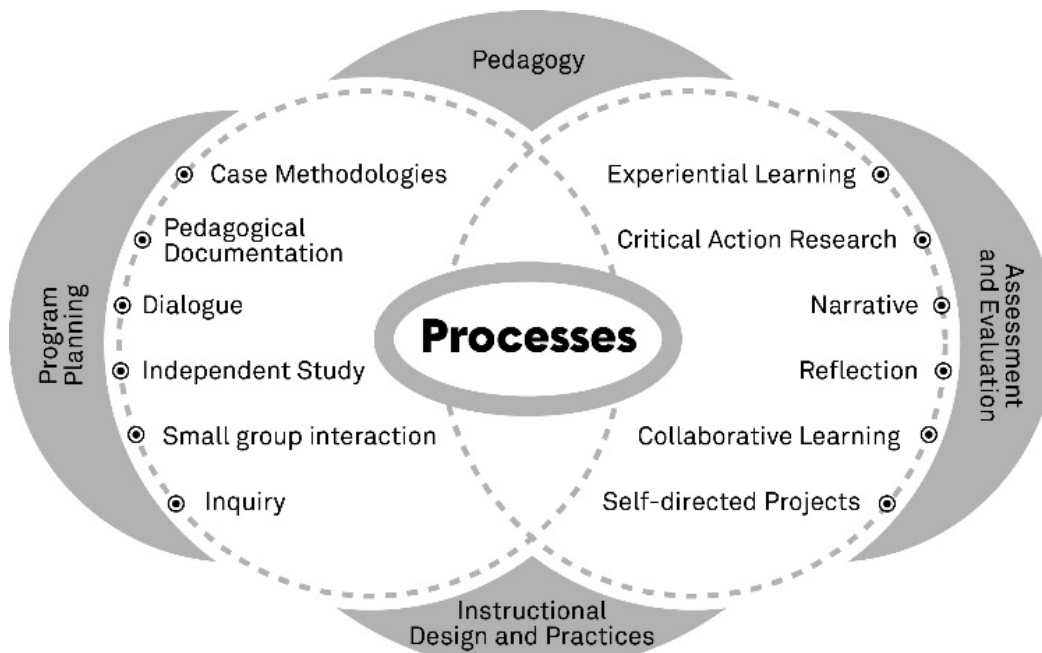 Pedagogy
Case Methodologies
Pedagogical
Documentation
Dialogue
Independent Study
Small group interaction
Inquiry
Program
Planning
Processes
Experiential Learning
Critical Action Research
Narrative
Reflection
Collaborative Learning
Self-directed Projects
Assessment
and Evaluation
Instructional
Design and Practices